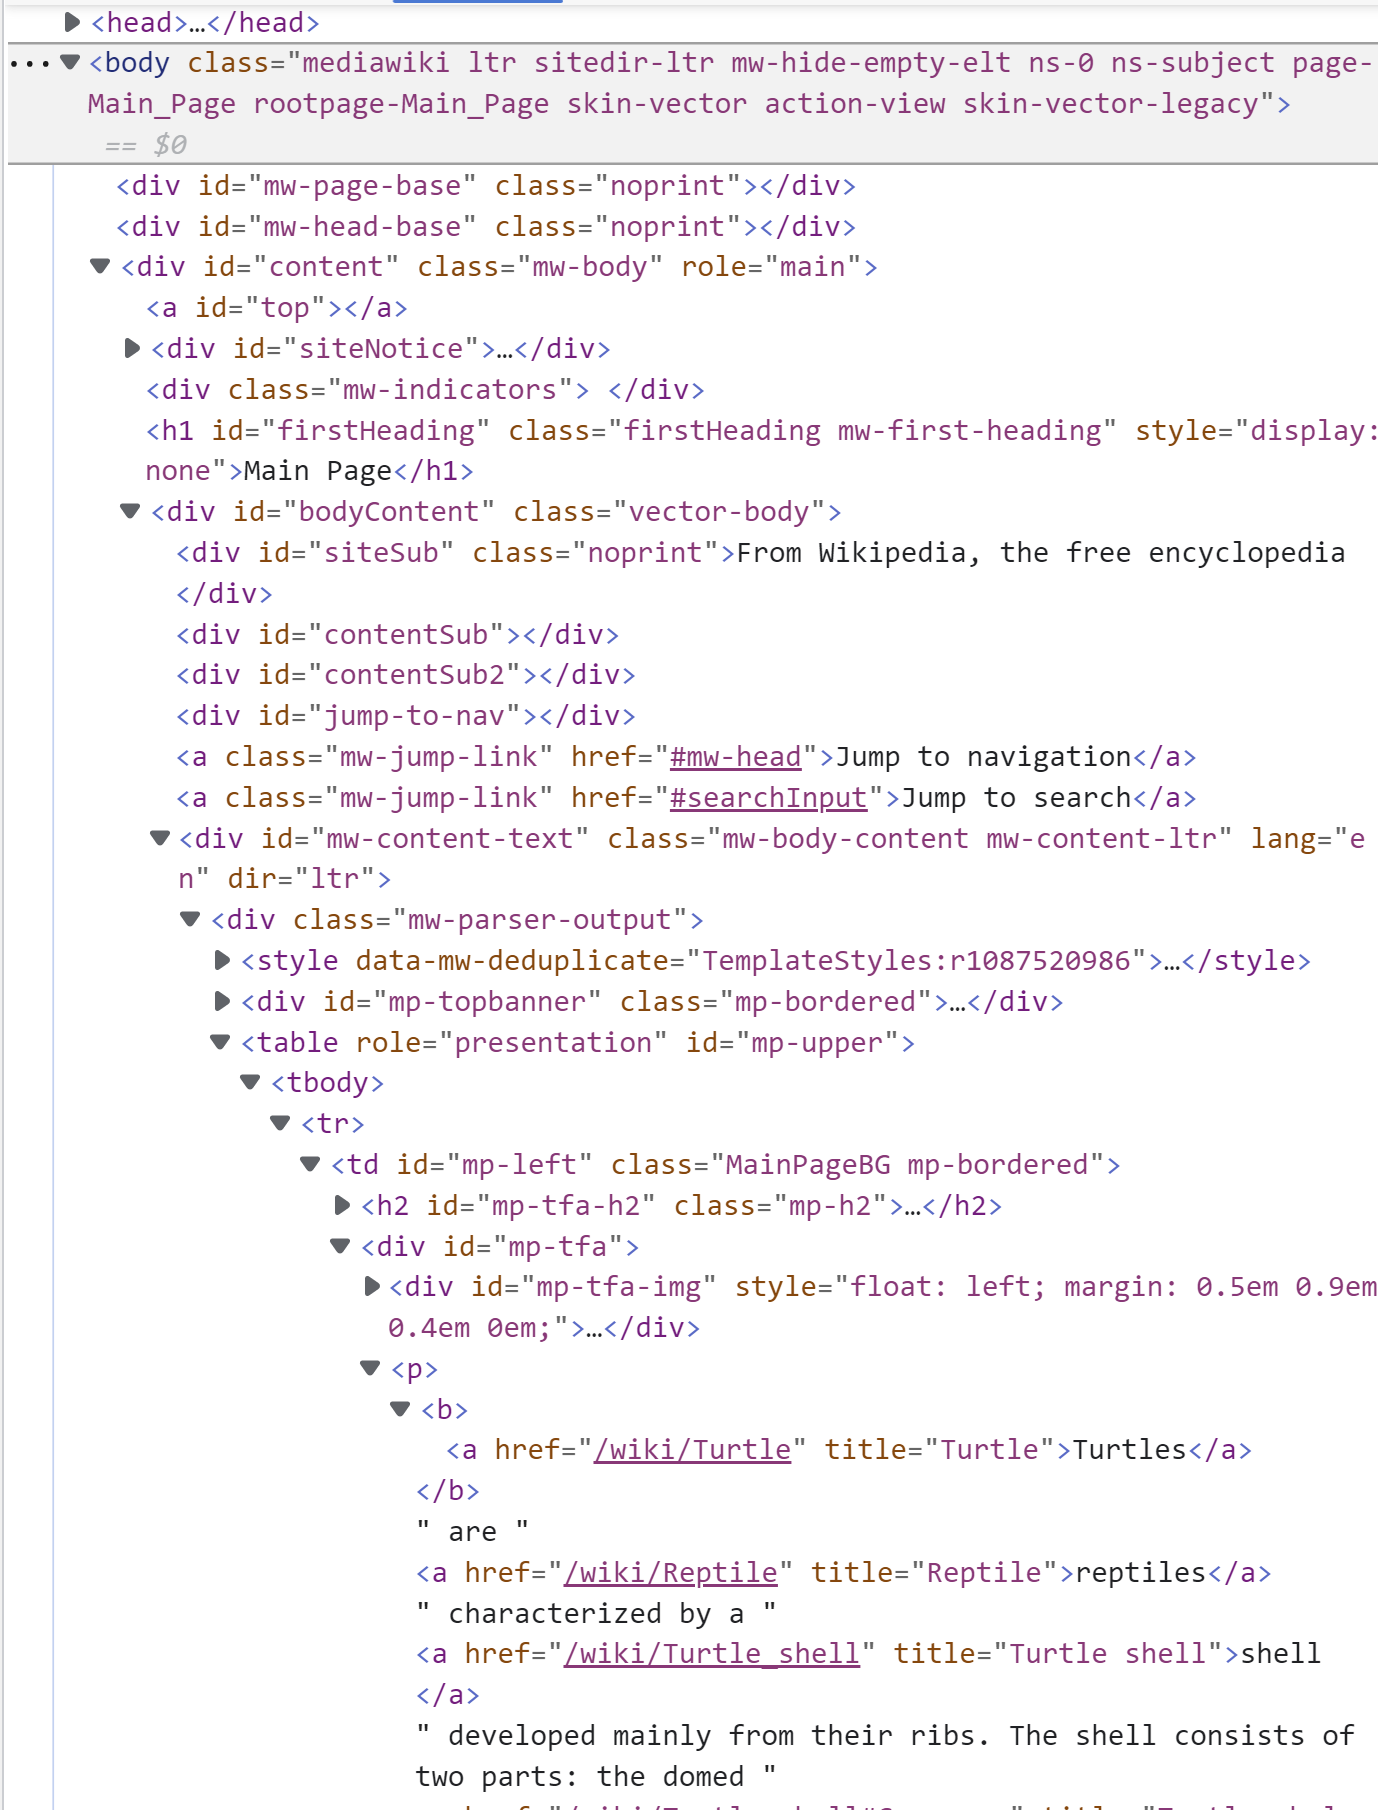 <head>…</head>
<body class="mediawiki ltr sitedir-ltr mw-hide-empty-elt ns-0 ns-subject page-
Main_Page rootpage-Main_Page skin-vector action-view skin-vector-legacy">
== $0
<div id="mw-page-base" class="noprint"></div>
<div id="mw-head-base" class="noprint"></div>
<div id="content" class="mw-body" role="main">
<a id="top"></a>
<div id="siteNotice">…</div>
<div class="mw-indicators"> </div>
<h1 id="firstHeading" class="firstHeading mw-first-heading" style="display:
none">Main Page</h1>
<div id="bodyContent" class="vector-body">
<div id="siteSub" class="noprint">From Wikipedia, the free encyclopedia
</div>
<div id="contentSub"></div>
<div id="contentSub2"></div>
<div id="jump-to-nav"></div>
<a class="mw-jump-link" href="#mw-head">Jump to navigation</a>
<a class="mw-jump-link" href="#searchInput">Jump to search</a>
<div id="mw-content-text" class="mw-body-content mw-content-ltr" lang="e
n" dir="ltr">
<div class="mw-parser-output">
<style data-mw-deduplicate="TemplateStyles:r1087520986">…</style>
<div id="mp-topbanner" class="mp-bordered">…</div>
<table role="presentation" id="mp-upper">
<tbody>
<tr>
<td id="mp-left" class="MainPageBG mp-bordered">
<h2 id="mp-tfa-h2" class="mp-h2">…</h2>
<div id="mp-tfa">
<div id="mp-tfa-img" style="float: left; margin: 0.5em 0.9em
0.4em 0em;">…</div>
<p>
<b>
<a href="/wiki/Turtle" title="Turtle">Turtles</a>
</b>
" are "
<a href="/wiki/Reptile" title="Reptile">reptiles</a>
" characterized by a "
<a href="/wiki/Turtle_shell" title="Turtle shell">shell
</a>
" developed mainly from their ribs. The shell consists of
two parts: the domed "